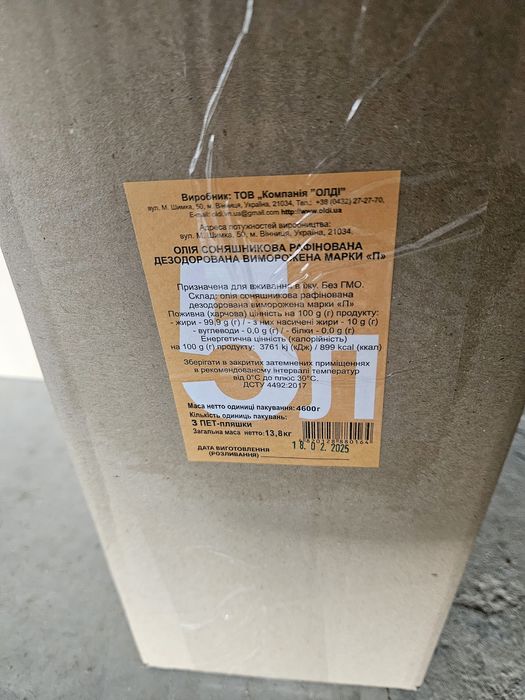 Виробник: ТОВ „Компанія "ОЛДІ"
вул. М. Шимка, 50, м. Вінниця, Україна, 21034, Тел.: +38 (0432) 27-27-70,
E-mail: oldi.vn.ua@gmail.com http://www.oldi.ua
Адреса потужностей виробництва:
вул. М. Шимка, 50, м. Вінниця, Україна, 21034.
ОЛІЯ СОНЯШНИКОВА РАФІНОВАНА
ДЕЗОДОРОВАНА ВИМОРОЖЕНА МАРКИ «П»
5л
Призначена для вживання в їжу. Без ГМО.
Склад: олія соняшникова рафінована
дезодорована виморожена марки «П»
Поживна (харчова) цінність на 100 g (г) продукту:
- жири - 99,9 g (г) / - з них насичені жири - 10 g (г)
- вуглеводи - 0,0 g (г) / - білки - 0,0 g (г)
Енергетична цінність (калорійність)
на 100 g (г) продукту: 3761 kj (кДж) / 899 kcal (ккал)
Зберігати в закритих затемнених приміщеннях
в рекомендованому інтервалі температур
від 0°С до плюс 30°С.
ДСТУ 4492:2017
Маса нетто одиниці пакування: 4600г
Кількість одиниць пакувань:
3 ПЕТ-пляшки
Загальна маса нетто: 13,8кг
ДАТА ВИГОТОВЛЕННЯ
(РОЗЛИВАННЯ)
18.02.2025